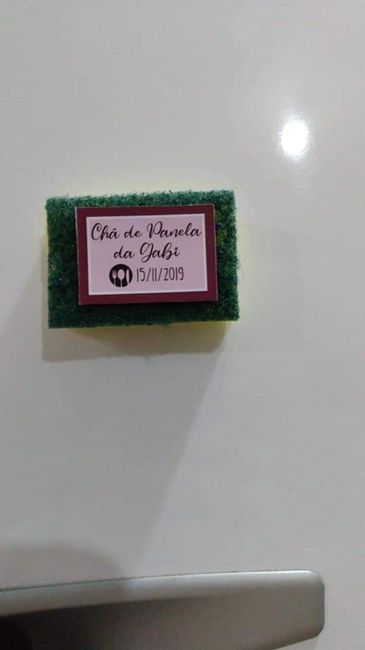 Chá de Panela
da Gabi
15/11/2019